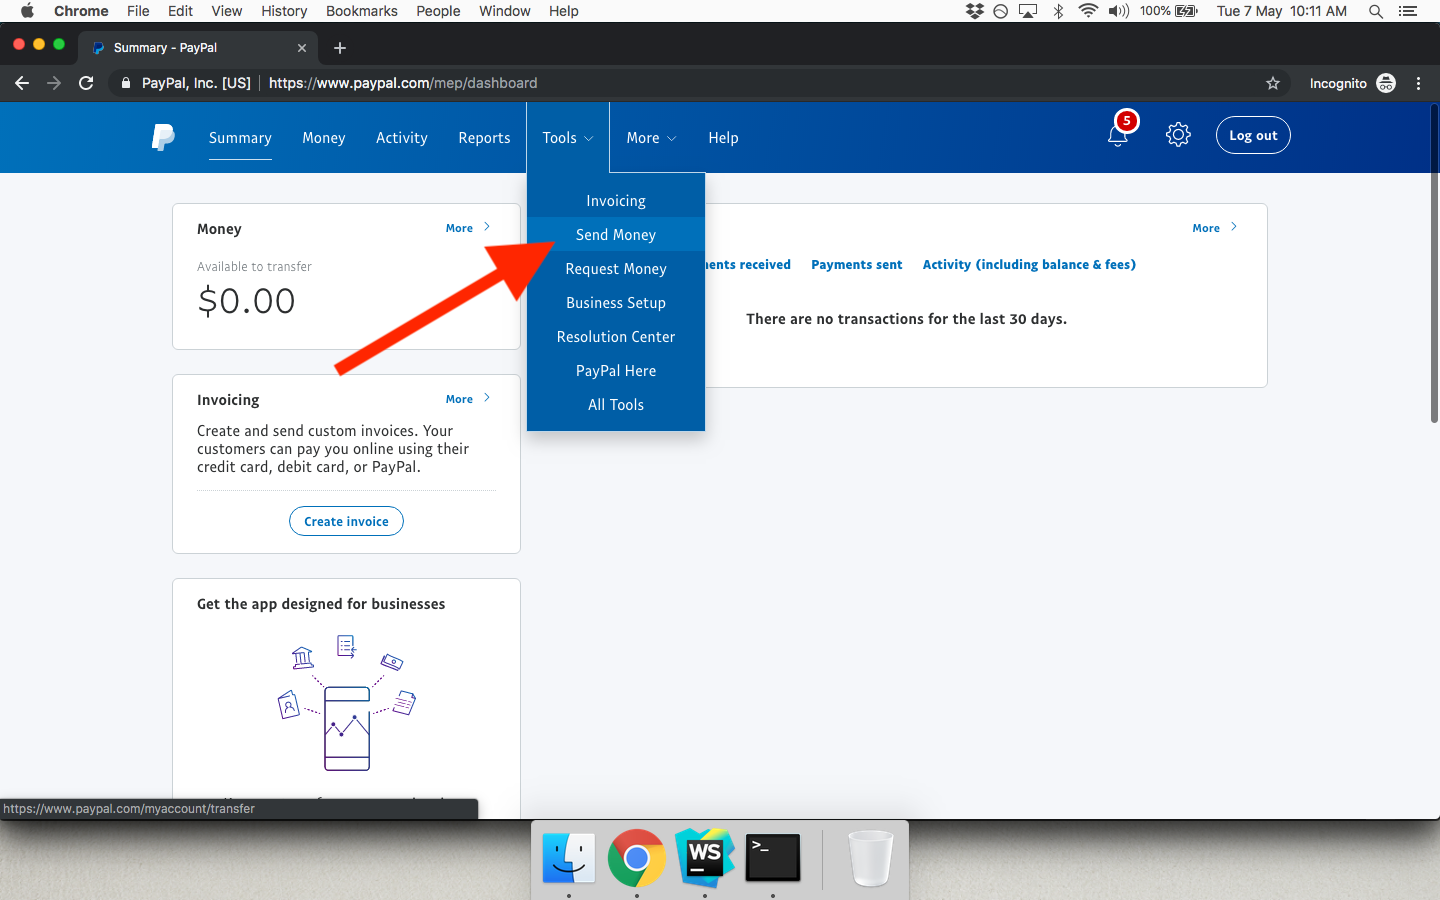 Chrome File Edit View History Bookmarks People Window Help 100% Tue 7 May 10:11 AM
Summary - PayPal
PayPal, Inc. [US] https://www.paypal.com/mep/dashboard Incognito
Summary Money Activity Reports Tools More Help 5 Log out
Invoicing
Send Money
Request Money
Business Setup
Resolution Center
PayPal Here
All Tools
Money More
Available to transfer
$0.00
More
received Payments sent Activity (including balance & fees)
There are no transactions for the last 30 days.
Invoicing More
Create and send custom invoices. Your
customers can pay you online using their
credit card, debit card, or PayPal.
Create invoice
Get the app designed for businesses
https://www.paypal.com/myaccount/transfer
WS
>_